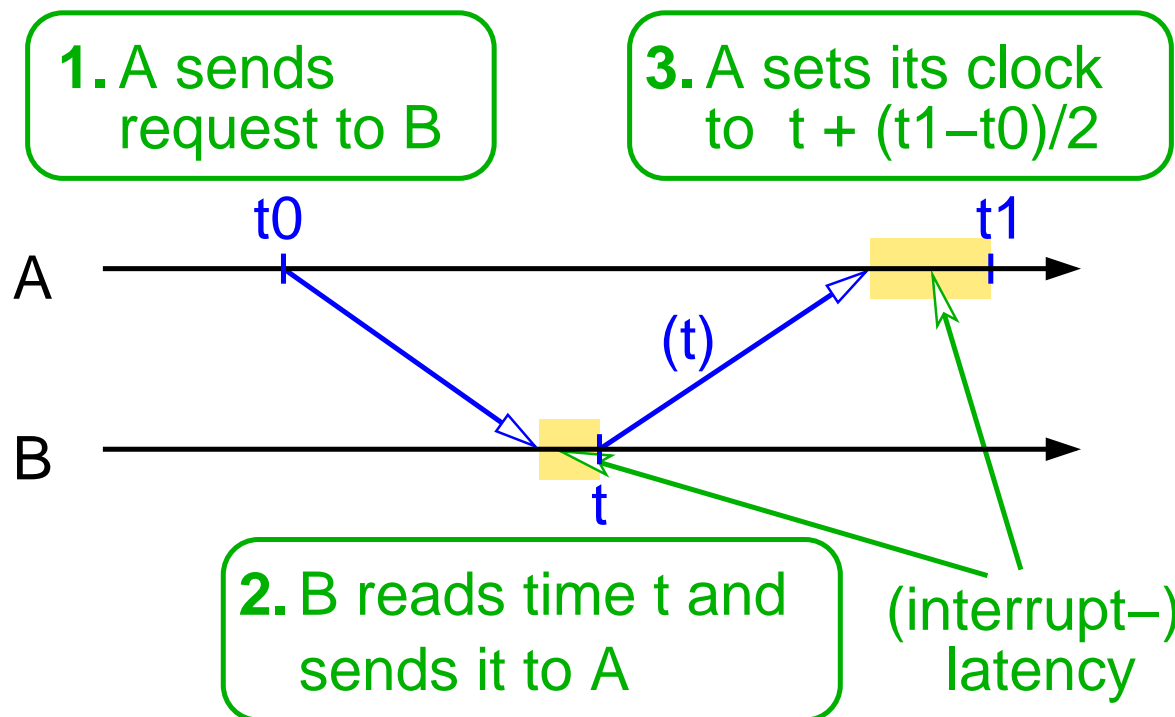 1. A sends
request to B
3. A sets its clock
to t + (t1–t0)/2
t0
t1
A
(t)
B
t
2. B reads time t and
sends it to A
(interrupt–)
latency